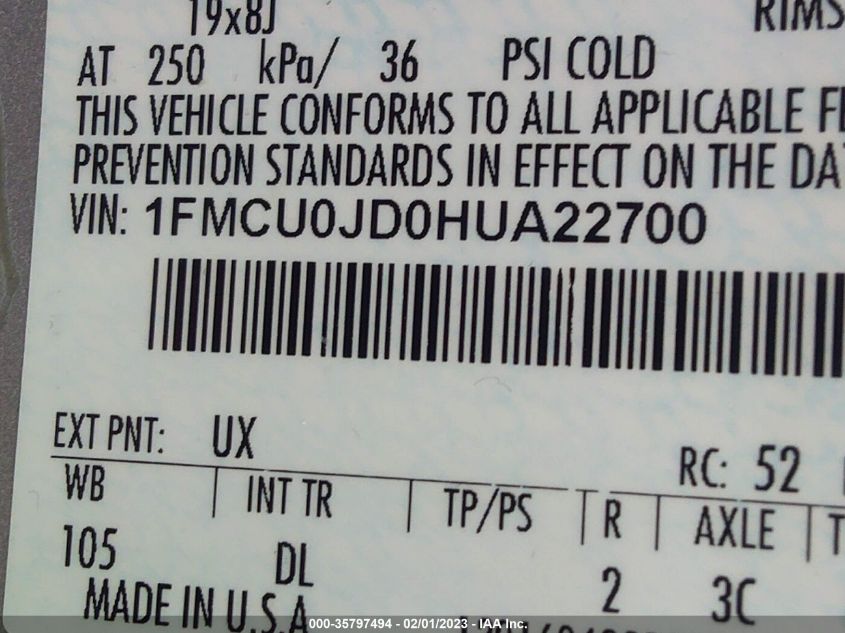 19x8J RIMS
AT 250 kPa/ 36 PSI COLD
THIS VEHICLE CONFORMS TO ALL APPLICABLE
PREVENTION STANDARDS IN EFFECT ON THE
VIN: 1FMCU0JD0HUA22700
EXT PNT: UX RC: 52
WB INT TR TP/PS R AXLE
105 DL 2 3C
MADE IN U.S.A
000-35797494 - 02/01/2023 - IAA Inc.